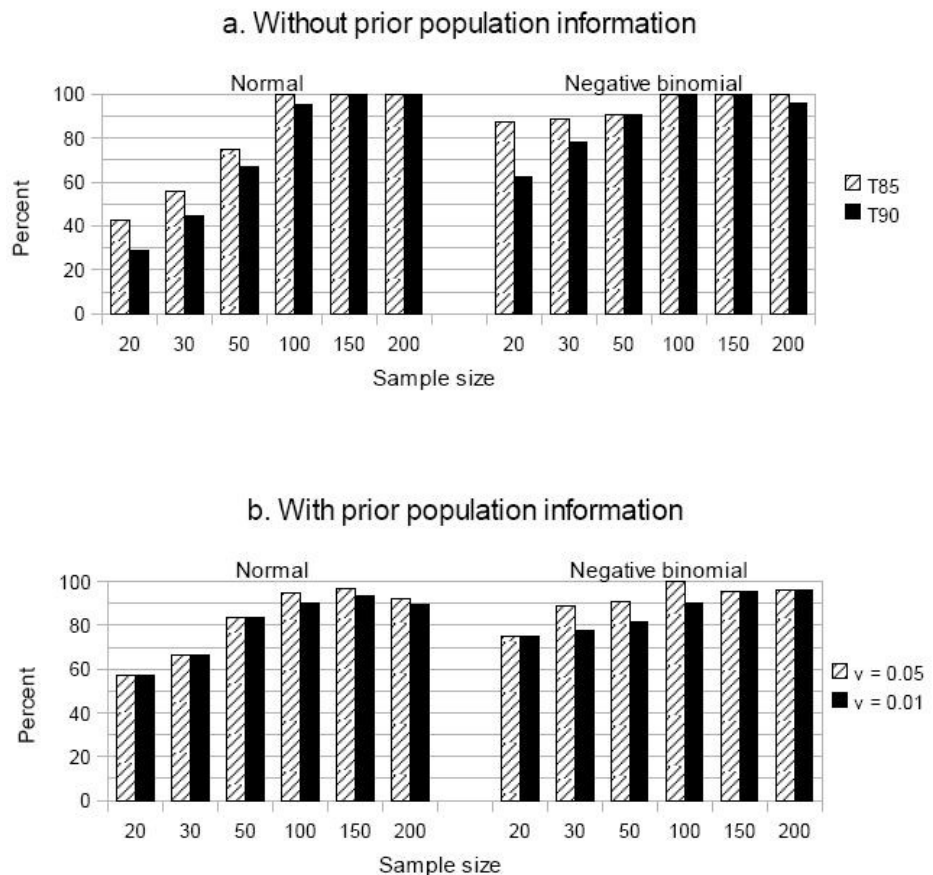 a. Without prior population information
Normal
Negative binomial
100
80
60
40
20
0
Percent
20 30 50 100 150 200 20 30 50 100 150 200
Sample size
T85
T90
b. With prior population information
Normal
Negative binomial
100
80
60
40
20
0
Percent
20 30 50 100 150 200 20 30 50 100 150 200
Sample size
v = 0.05
v = 0.01